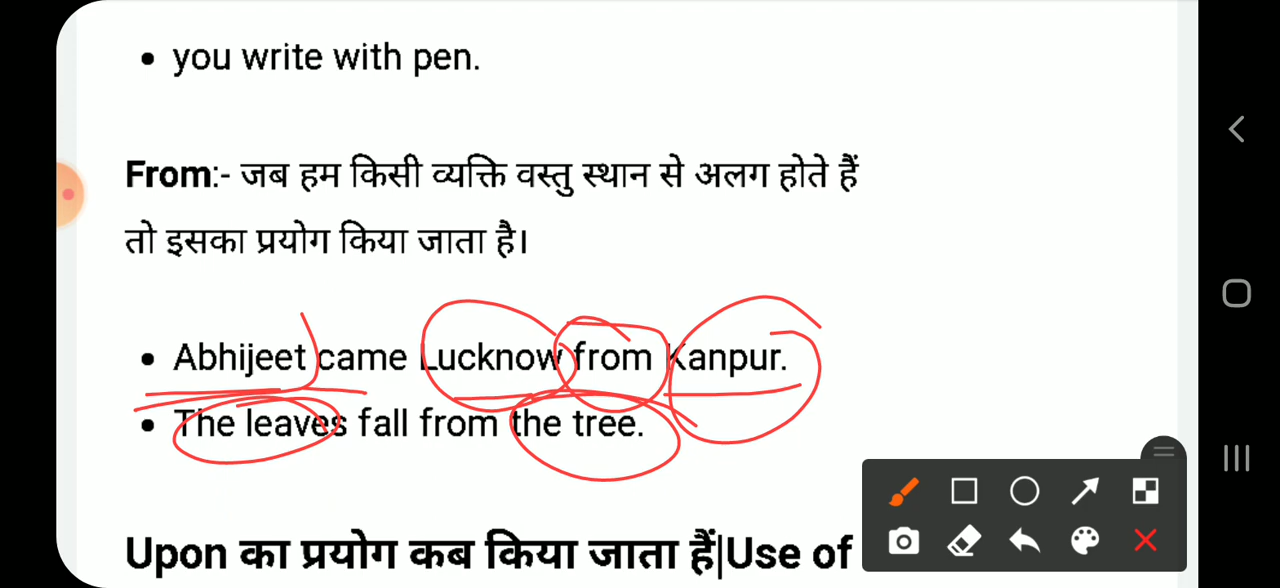 • you write with pen.
From:- जब हम किसी व्यक्ति वस्तु स्थान से अलग होते हैं
तो इसका प्रयोग किया जाता है।
• Abhijeet came Lucknow from Kanpur.
• The leaves fall from the tree.
Upon का प्रयोग कब किया जाता हैं|Use of